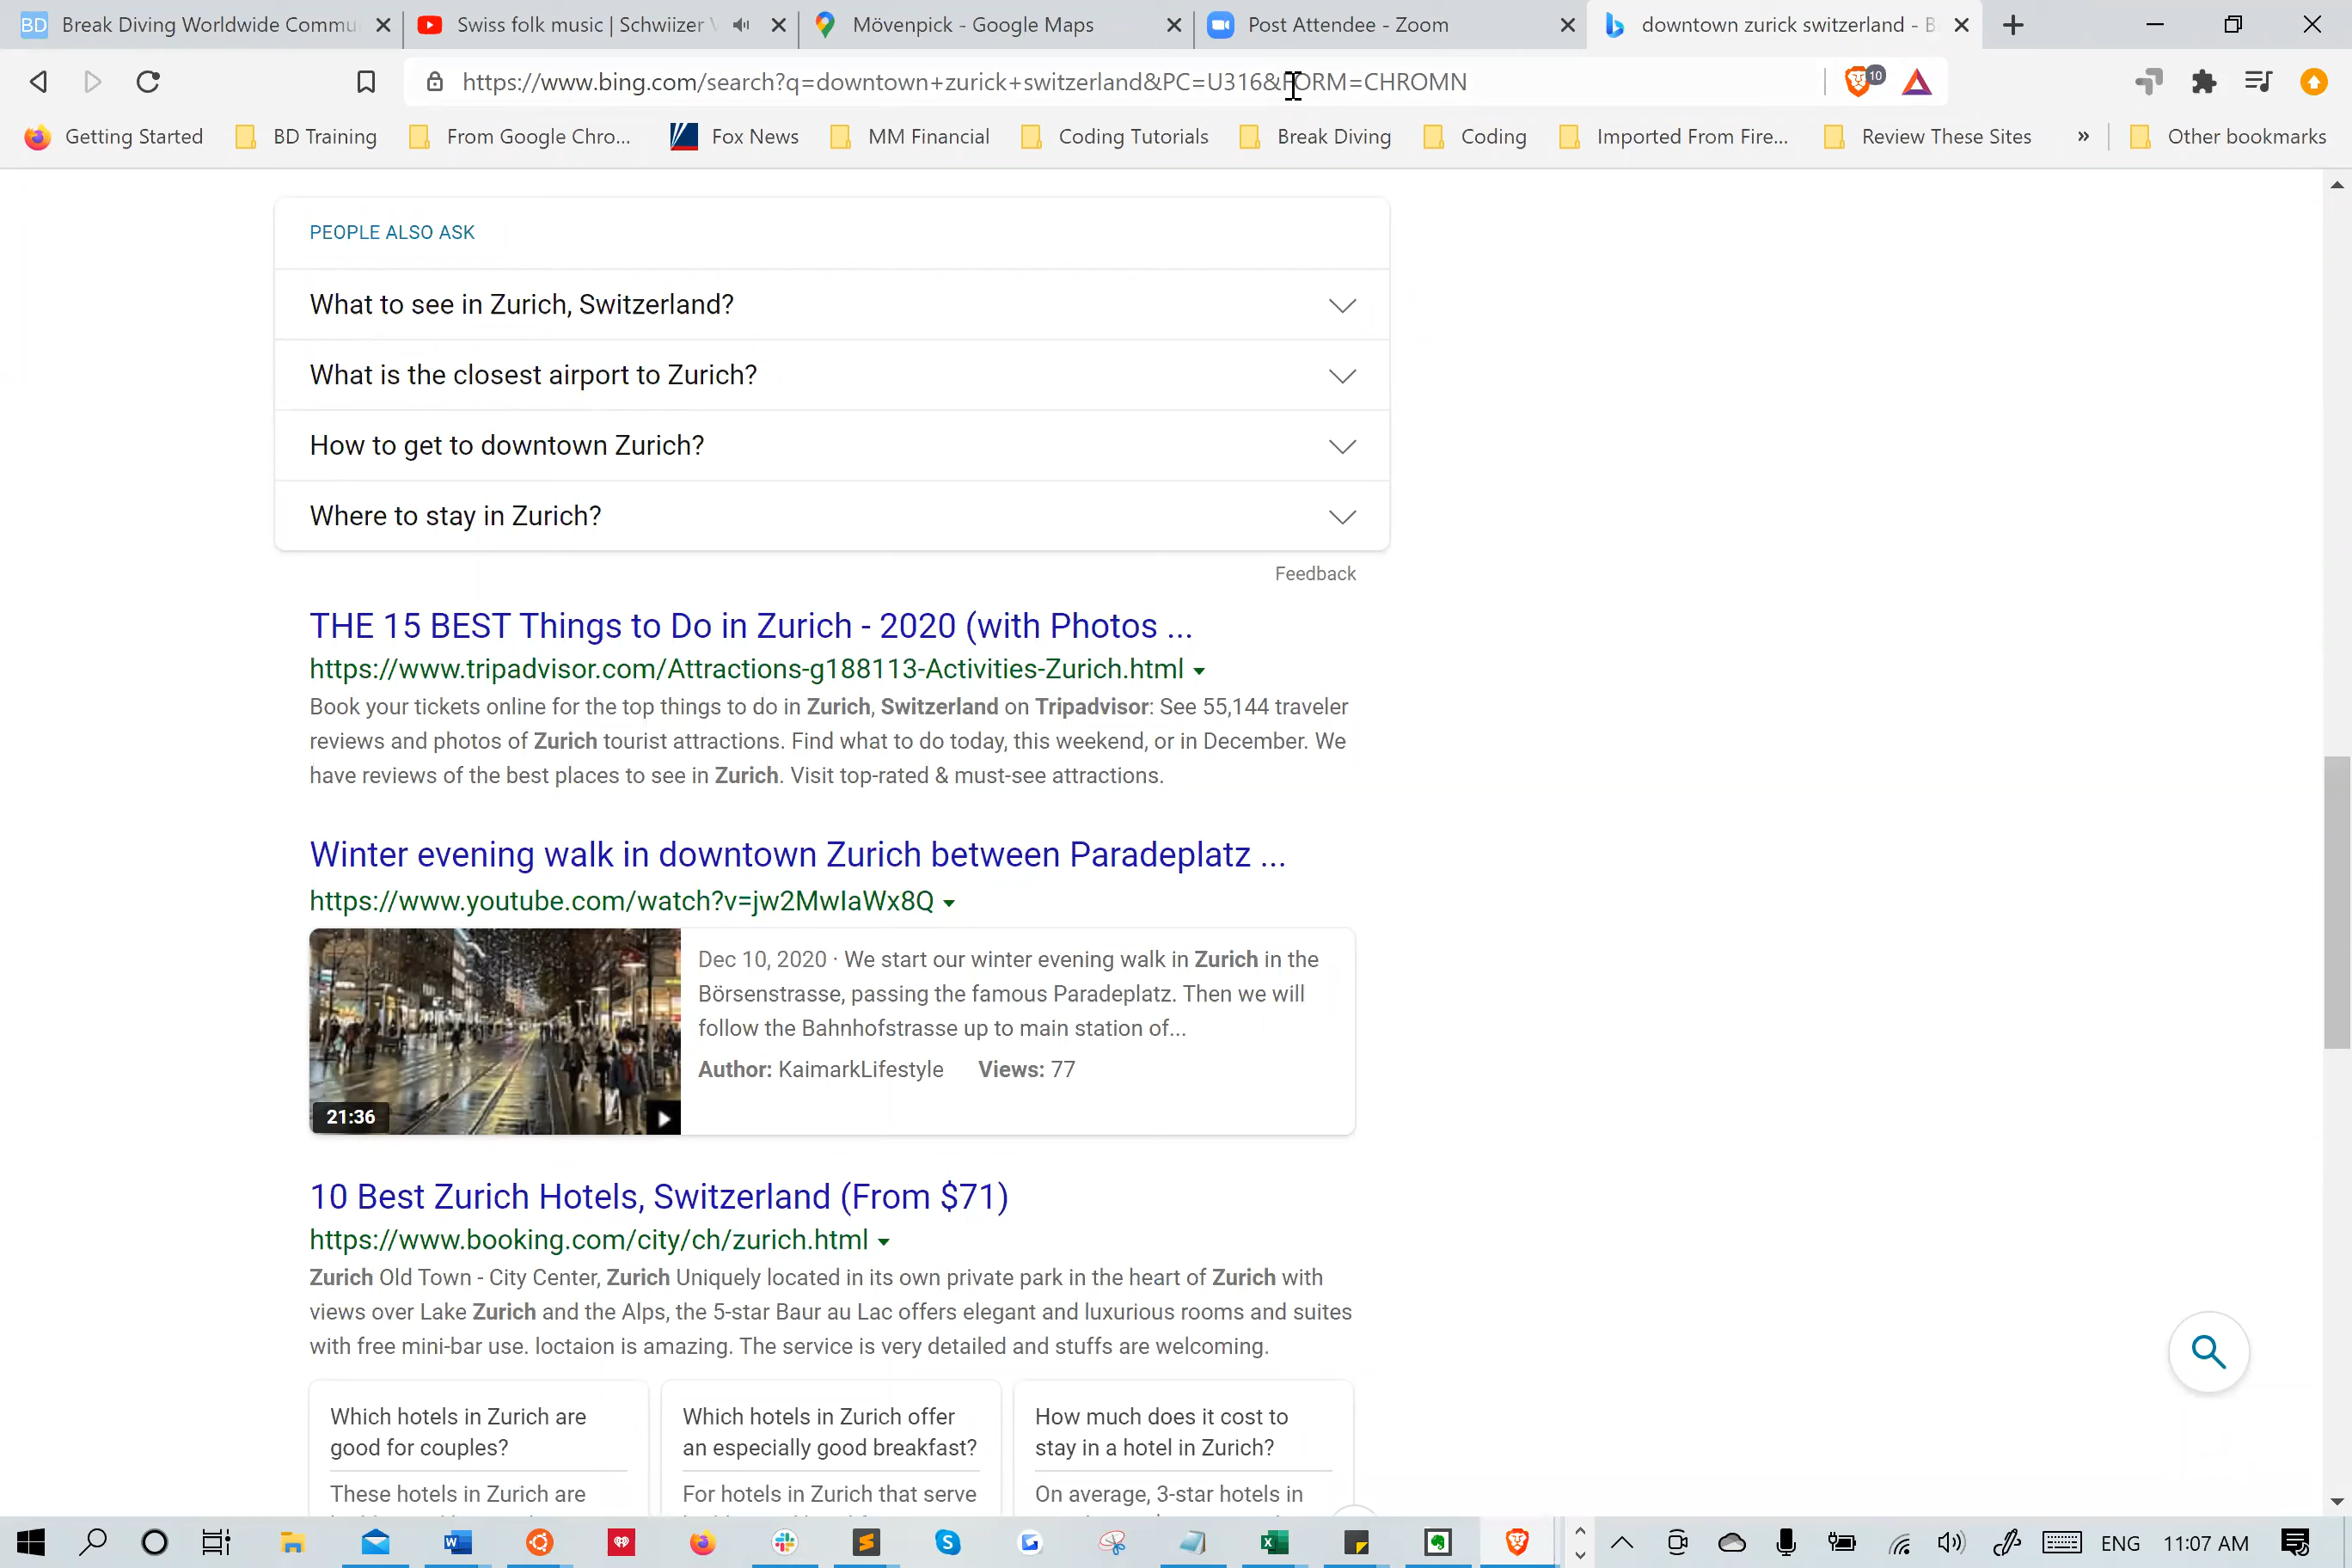 BD Break Diving Worldwide Commu
Swiss folk music | Schwiizer
Mövenpick - Google Maps
Post Attendee - Zoom
downtown zurick switzerland - B
https://www.bing.com/search?q=downtown+zurick+switzerland&PC=U316&FORM=CHROMN
10
Getting Started
BD Training
From Google Chro...
Fox News
MM Financial
Coding Tutorials
Break Diving
Coding
Imported From Fire...
Review These Sites
»
Other bookmarks
PEOPLE ALSO ASK
What to see in Zurich, Switzerland?
What is the closest airport to Zurich?
How to get to downtown Zurich?
Where to stay in Zurich?
Feedback
THE 15 BEST Things to Do in Zurich - 2020 (with Photos ...
https://www.tripadvisor.com/Attractions-g188113-Activities-Zurich.html
Book your tickets online for the top things to do in Zurich, Switzerland on Tripadvisor: See 55,144 traveler
reviews and photos of Zurich tourist attractions. Find what to do today, this weekend, or in December. We
have reviews of the best places to see in Zurich. Visit top-rated & must-see attractions.
Winter evening walk in downtown Zurich between Paradeplatz ...
https://www.youtube.com/watch?v=jw2MwIaWx8Q
Dec 10, 2020 · We start our winter evening walk in Zurich in the
Börsenstrasse, passing the famous Paradeplatz. Then we will
follow the Bahnhofstrasse up to main station of...
Author: KaimarkLifestyle Views: 77
21:36
10 Best Zurich Hotels, Switzerland (From $71)
https://www.booking.com/city/ch/zurich.html
Zurich Old Town - City Center, Zurich Uniquely located in its own private park in the heart of Zurich with
views over Lake Zurich and the Alps, the 5-star Baur au Lac offers elegant and luxurious rooms and suites
with free mini-bar use. loctaion is amazing. The service is very detailed and stuffs are welcoming.
Which hotels in Zurich are
good for couples?
These hotels in Zurich are
Which hotels in Zurich offer
an especially good breakfast?
For hotels in Zurich that serve
How much does it cost to
stay in a hotel in Zurich?
On average, 3-star hotels in
ENG
11:07 AM